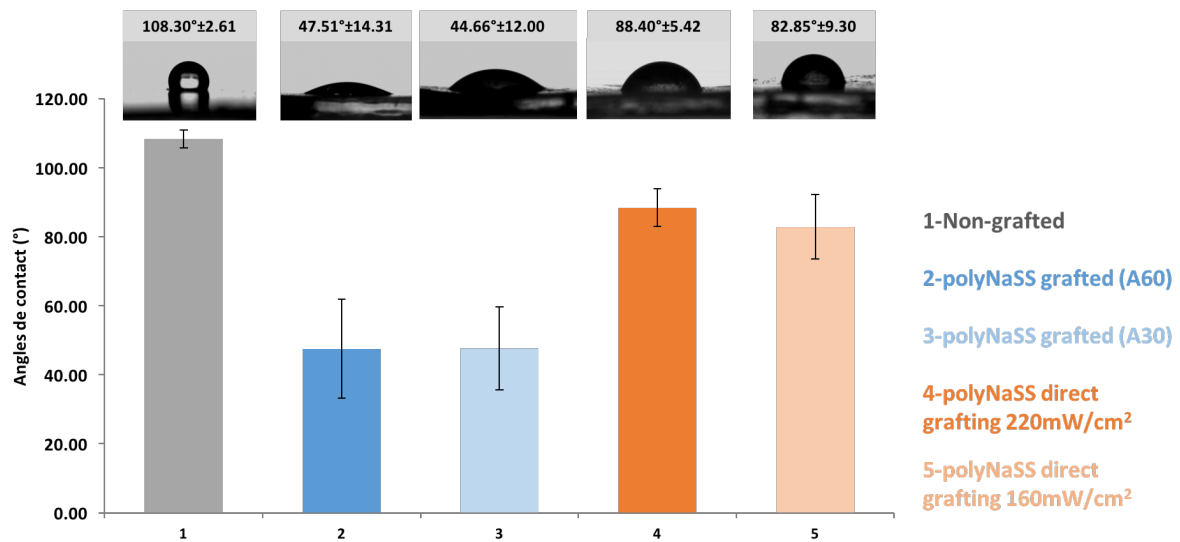 108.30°±2.61
47.51°±14.31
44.66°±12.00
88.40°±5.42
82.85°±9.30
Angles de contact (°)
120.00
100.00
80.00
60.00
40.00
20.00
0.00
1
2
3
4
5
1-Non-grafted
2-polyNaSS grafted (A60)
3-polyNaSS grafted (A30)
4-polyNaSS direct
grafting 220mW/cm²
5-polyNaSS direct
grafting 160mW/cm²